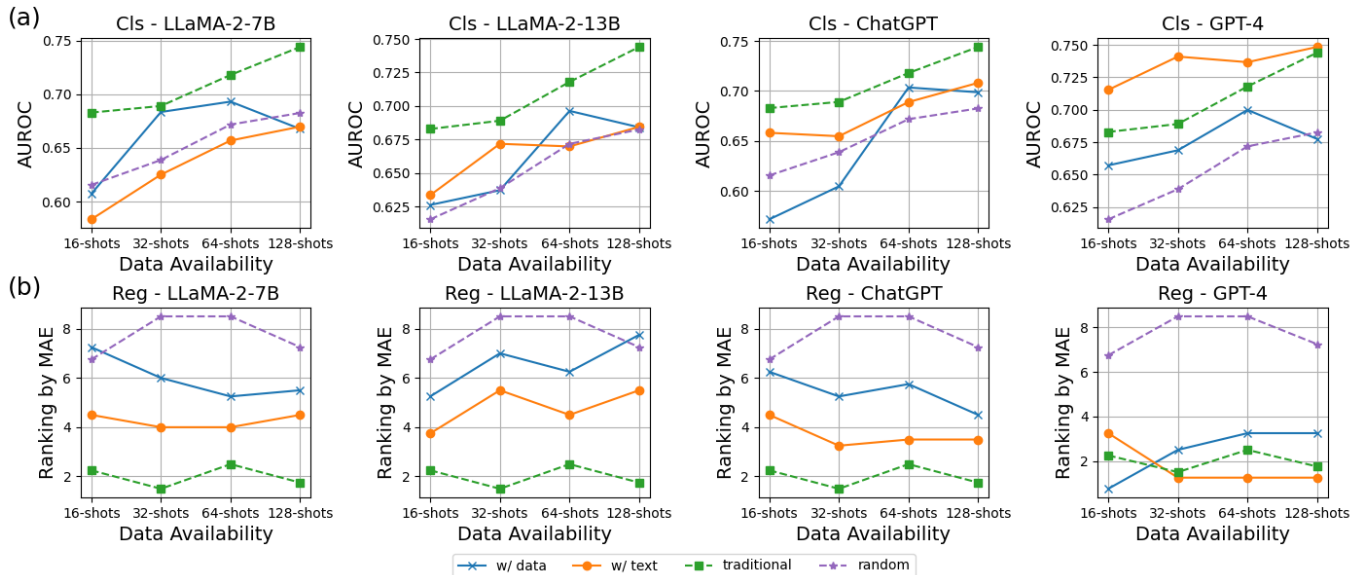 (a)
Cls - LLaMA-2-7B
Cls - LLaMA-2-13B
Cls - ChatGPT
Cls - GPT-4
AUROC
0.75
0.70
0.65
0.60
16-shots 32-shots 64-shots 128-shots
Data Availability
AUROC
0.750
0.725
0.700
0.675
0.650
0.625
16-shots 32-shots 64-shots 128-shots
Data Availability
AUROC
0.75
0.70
0.65
0.60
16-shots 32-shots 64-shots 128-shots
Data Availability
AUROC
0.750
0.725
0.700
0.675
0.650
0.625
16-shots 32-shots 64-shots 128-shots
Data Availability
(b)
Reg - LLaMA-2-7B
Reg - LLaMA-2-13B
Reg - ChatGPT
Reg - GPT-4
Ranking by MAE
8
6
4
2
16-shots 32-shots 64-shots 128-shots
Data Availability
Ranking by MAE
8
6
4
2
16-shots 32-shots 64-shots 128-shots
Data Availability
Ranking by MAE
8
6
4
2
16-shots 32-shots 64-shots 128-shots
Data Availability
Ranking by MAE
8
6
4
2
16-shots 32-shots 64-shots 128-shots
Data Availability
w/ data w/ text traditional random